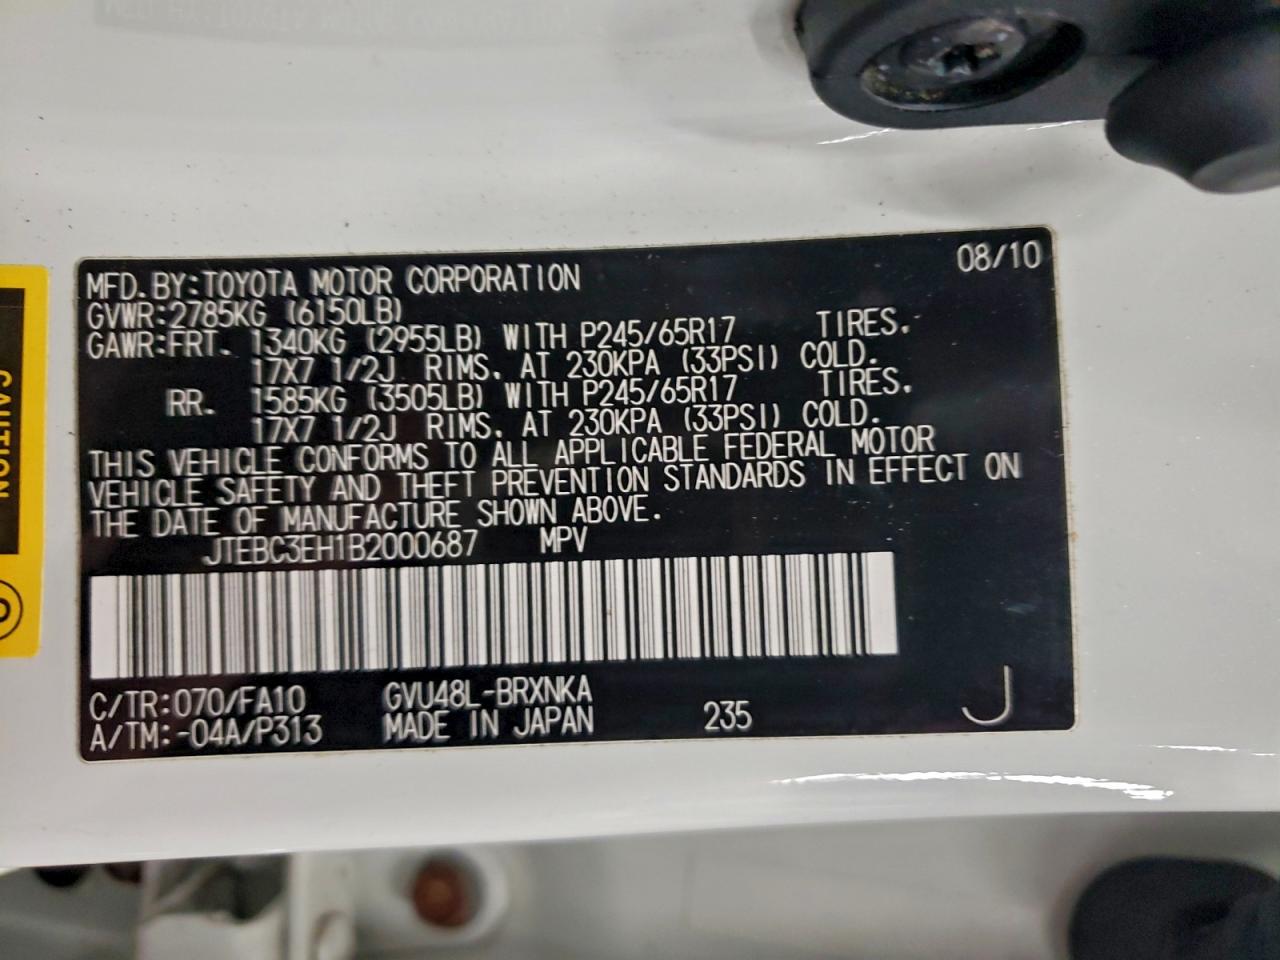 MFD. BY: TOYOTA MOTOR CORPORATION 08/10
GVWR: 2785KG (6150LB)
GAWR: FRT. 1340KG (2955LB) WITH P245/65R17 TIRES.
17X7 1/2J RIMS. AT 230KPA (33PSI) COLD.
RR. 1585KG (3505LB) WITH P245/65R17 TIRES.
17X7 1/2J RIMS. AT 230KPA (33PSI) COLD.
THIS VEHICLE CONFORMS TO ALL APPLICABLE FEDERAL MOTOR
VEHICLE SAFETY AND THEFT PREVENTION STANDARDS IN EFFECT ON
THE DATE OF MANUFACTURE SHOWN ABOVE.
JTEBC3EH1B2000687 MPV
C/TR: 070/FA10 GVU48L-BRXNKA
A/TM: -04A/P313 MADE IN JAPAN 235 J
CAUTION